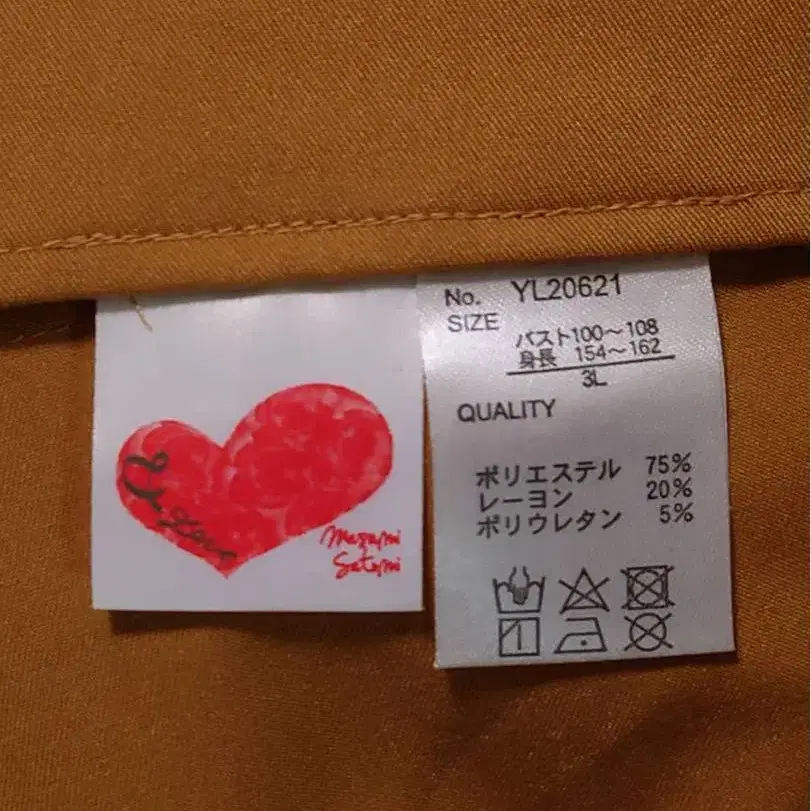 Megumi
Satomi
No. YL20621
SIZE
バスト100～108
身長 154～162
3L
QUALITY
ポリエステル 75%
レーヨン 20%
ポリウレタン 5%